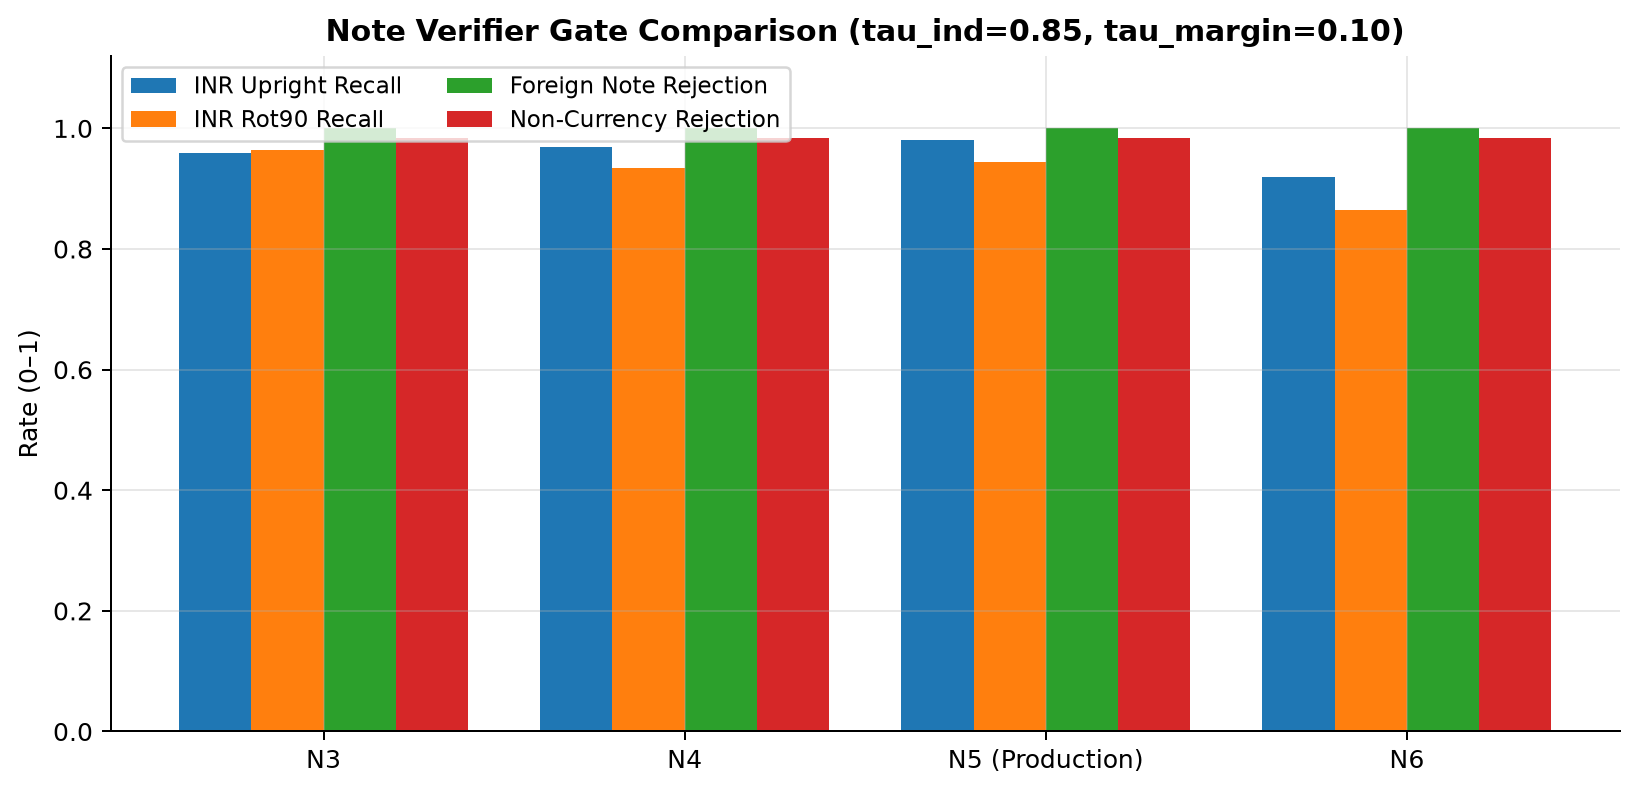 Note Verifier Gate Comparison (tau_ind=0.85, tau_margin=0.10)
INR Upright Recall
INR Rot90 Recall
Foreign Note Rejection
Non-Currency Rejection
Rate (0–1)
1.0
0.8
0.6
0.4
0.2
0.0
N3
N4
N5 (Production)
N6